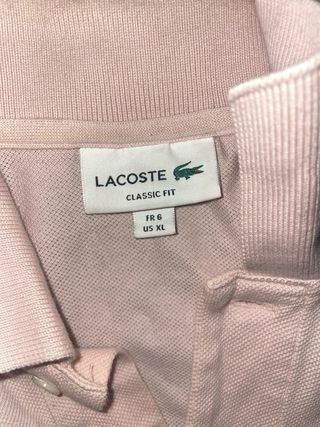 LACOSTE
CLASSIC FIT
FR 6
US XL